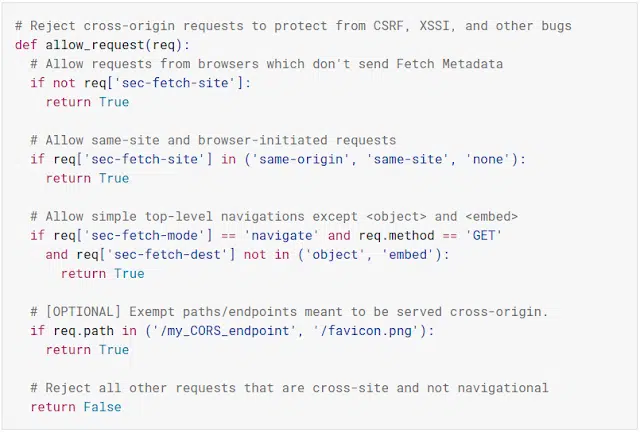 # Reject cross-origin requests to protect from CSRF, XSSI, and other bugs
def allow_request(req):
  # Allow requests from browsers which don't send Fetch Metadata
  if not req['sec-fetch-site']:
    return True

  # Allow same-site and browser-initiated requests
  if req['sec-fetch-site'] in ('same-origin', 'same-site', 'none'):
    return True

  # Allow simple top-level navigations except <object> and <embed>
  if req['sec-fetch-mode'] == 'navigate' and req.method == 'GET'
    and req['sec-fetch-dest'] not in ('object', 'embed'):
      return True

  # [OPTIONAL] Exempt paths/endpoints meant to be served cross-origin.
  if req.path in ('/my_CORS_endpoint', '/favicon.png'):
    return True

  # Reject all other requests that are cross-site and not navigational
  return False